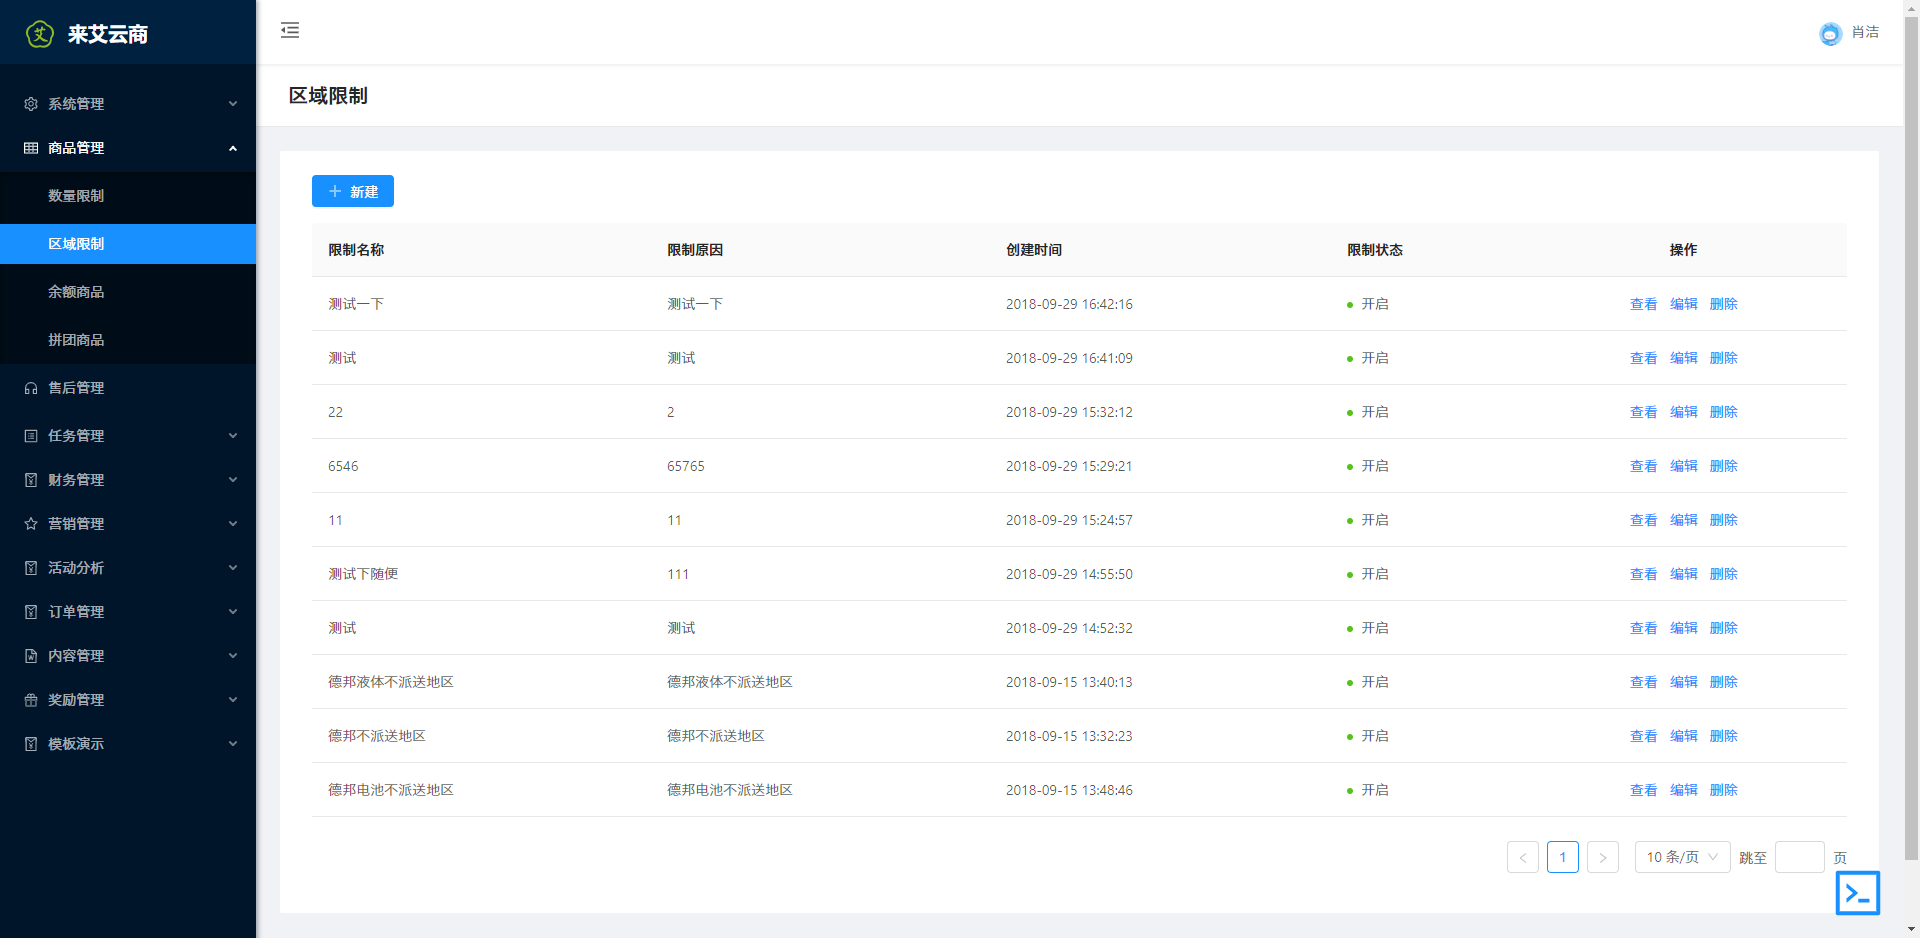 来艾云商
肖洁
系统管理
商品管理
数量限制
区域限制
余额商品
拼团商品
售后管理
任务管理
财务管理
营销管理
活动分析
订单管理
内容管理
奖励管理
模板演示
区域限制
新建
限制名称 限制原因 创建时间 限制状态 操作
测试一下 测试一下 2018-09-29 16:42:16 开启 查看 编辑 删除
测试 测试 2018-09-29 16:41:09 开启 查看 编辑 删除
22 2 2018-09-29 15:32:12 开启 查看 编辑 删除
6546 65765 2018-09-29 15:29:21 开启 查看 编辑 删除
11 11 2018-09-29 15:24:57 开启 查看 编辑 删除
测试下随便 111 2018-09-29 14:55:50 开启 查看 编辑 删除
测试 测试 2018-09-29 14:52:32 开启 查看 编辑 删除
德邦液体不派送地区 德邦液体不派送地区 2018-09-15 13:40:13 开启 查看 编辑 删除
德邦不派送地区 德邦不派送地区 2018-09-15 13:32:23 开启 查看 编辑 删除
德邦电池不派送地区 德邦电池不派送地区 2018-09-15 13:48:46 开启 查看 编辑 删除
1 10 条/页 跳至 页